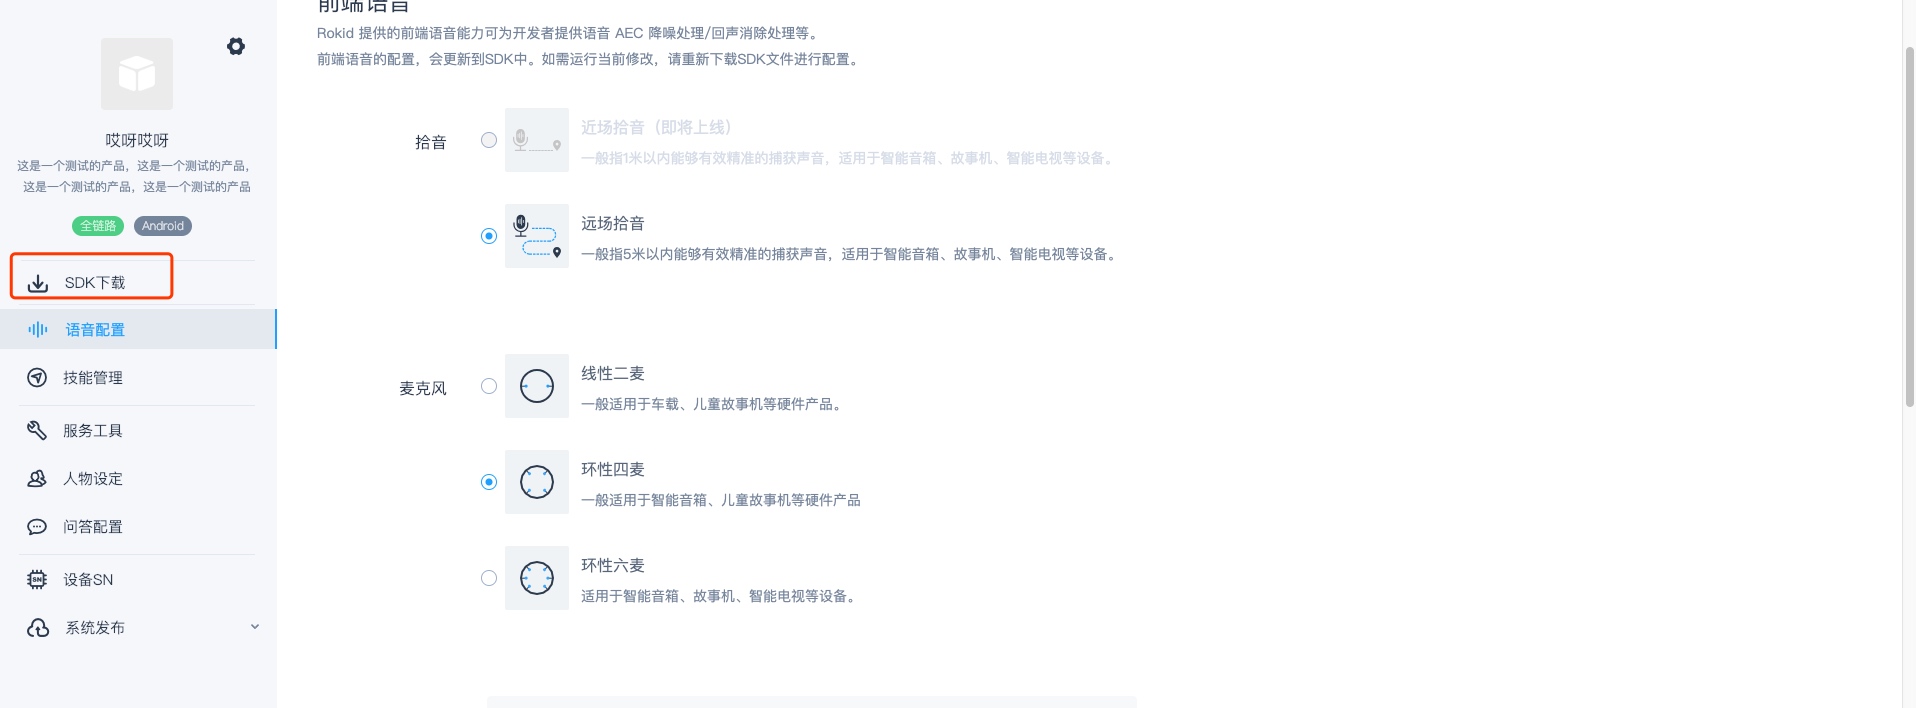 哎呀哎呀
这是一个测试的产品，这是一个测试的产品，
这是一个测试的产品，这是一个测试的产品
全链路
Android
SDK下载
语音配置
技能管理
服务工具
人物设定
问答配置
SN
设备SN
系统发布
前端语音
Rokid 提供的前端语音能力可为开发者提供语音 AEC 降噪处理/回声消除处理等。
前端语音的配置，会更新到SDK中。如需运行当前修改，请重新下载SDK文件进行配置。
拾音
近场拾音（即将上线）
一般指1米以内能够有效精准的捕获声音，适用于智能音箱、故事机、智能电视等设备。
远场拾音
一般指5米以内能够有效精准的捕获声音，适用于智能音箱、故事机、智能电视等设备。
麦克风
线性二麦
一般适用于车载、儿童故事机等硬件产品。
环性四麦
一般适用于智能音箱、儿童故事机等硬件产品
环性六麦
适用于智能音箱、故事机、智能电视等设备。